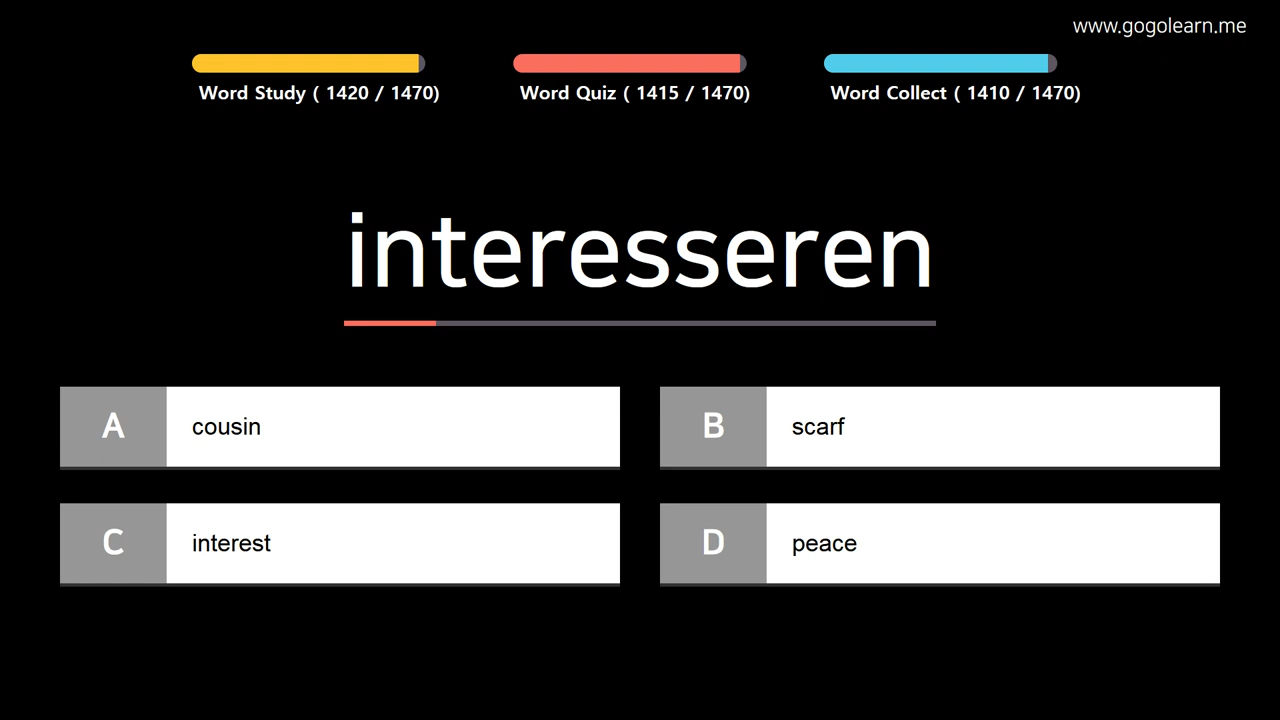 www.gogolearn.me
Word Study ( 1420 / 1470)
Word Quiz ( 1415 / 1470)
Word Collect ( 1410 / 1470)
interesseren
A cousin
B scarf
C interest
D peace